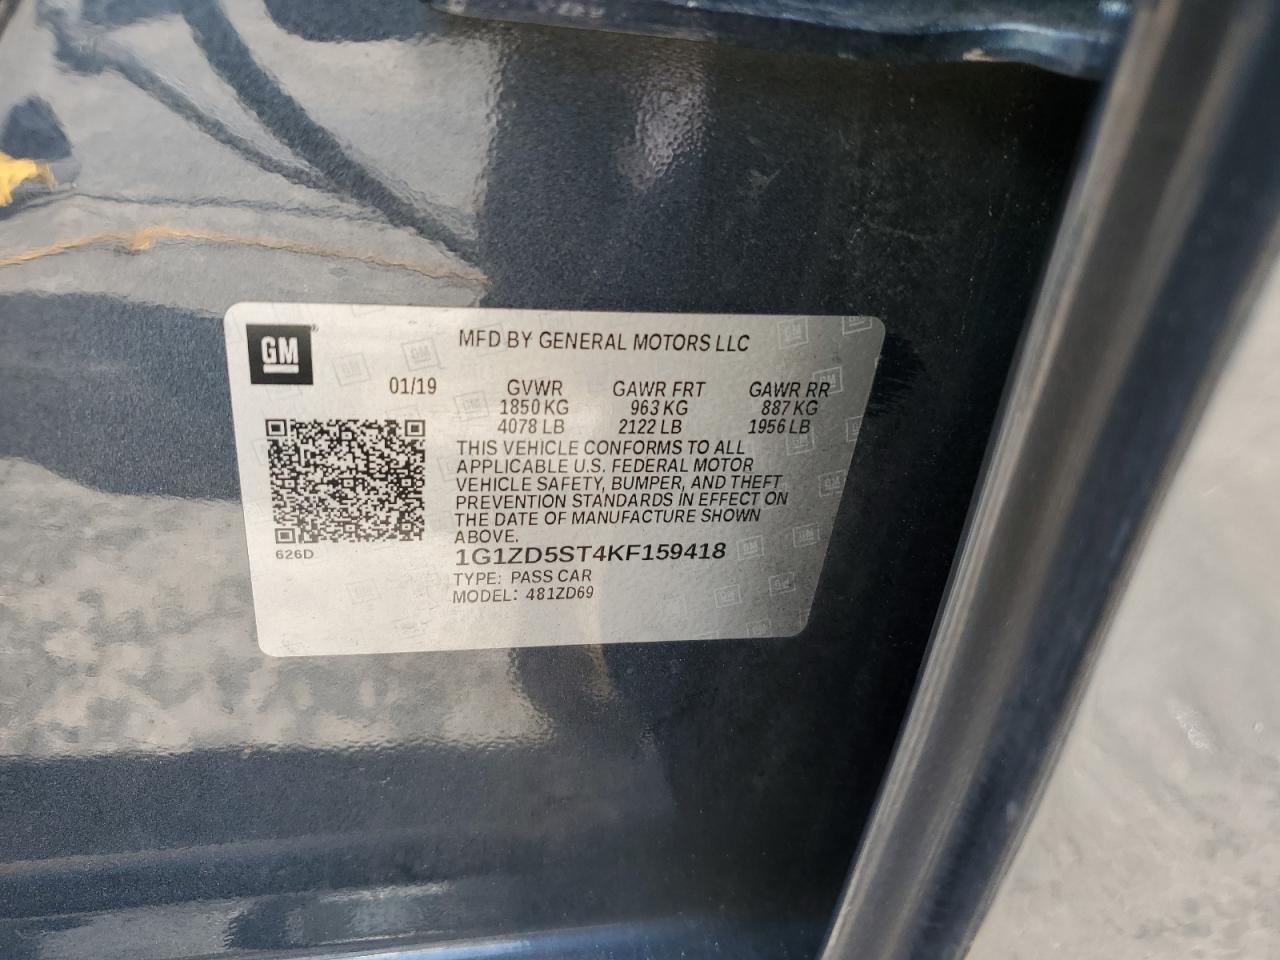 GM
MFD BY GENERAL MOTORS LLC
01/19 GVWR GAWR FRT GAWR RR
1850 KG 963 KG 887 KG
4078 LB 2122 LB 1956 LB
THIS VEHICLE CONFORMS TO ALL
APPLICABLE U.S. FEDERAL MOTOR
VEHICLE SAFETY, BUMPER, AND THEFT
PREVENTION STANDARDS IN EFFECT ON
THE DATE OF MANUFACTURE SHOWN
ABOVE.
626D
1G1ZD5ST4KF159418
TYPE: PASS CAR
MODEL: 481ZD69